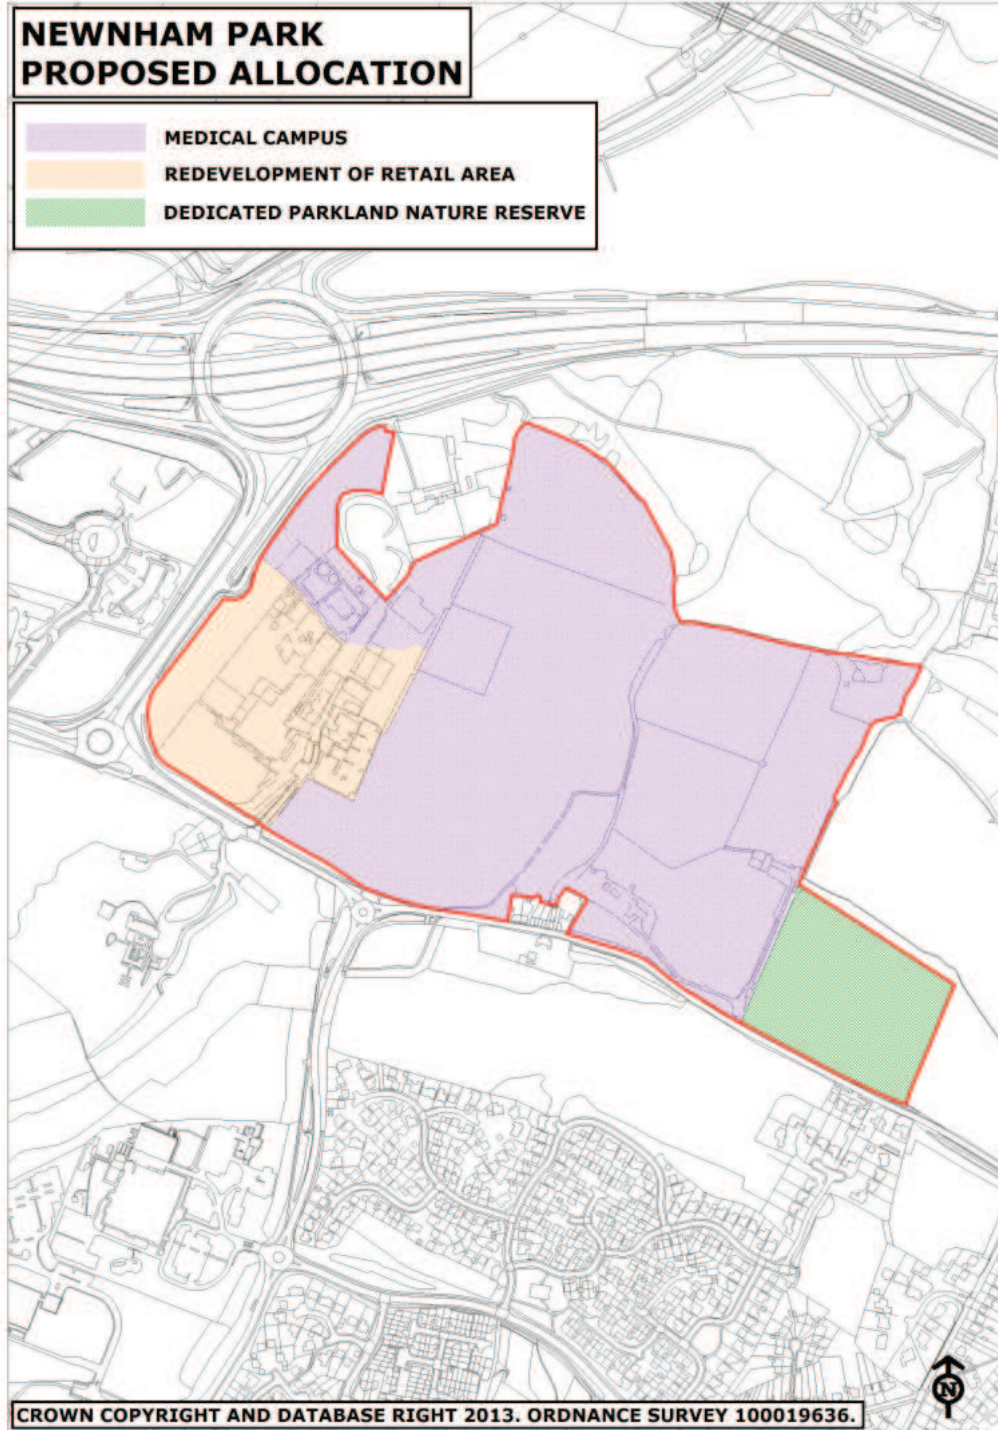 NEWNHAM PARK
PROPOSED ALLOCATION
MEDICAL CAMPUS
REDEVELOPMENT OF RETAIL AREA
DEDICATED PARKLAND NATURE RESERVE
N
CROWN COPYRIGHT AND DATABASE RIGHT 2013. ORDNANCE SURVEY 100019636.